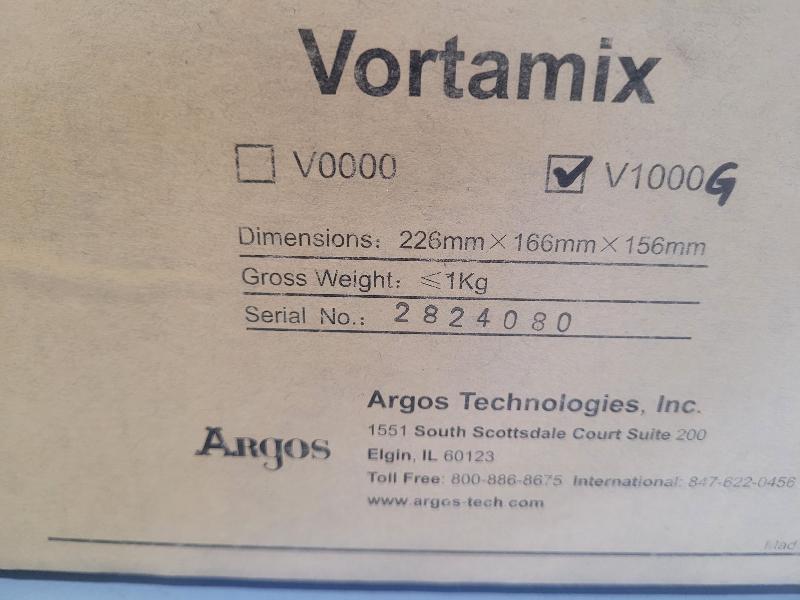 Vortamix
V0000 V1000G
Dimensions: 226mm×166mm×156mm
Gross Weight: ≤1Kg
Serial No.: 2824080
Argos Technologies, Inc.
1551 South Scottsdale Court Suite 200
ARGOS
Elgin, IL 60123
Toll Free: 800-886-8675 International: 847-622-0456
www.argos-tech.com